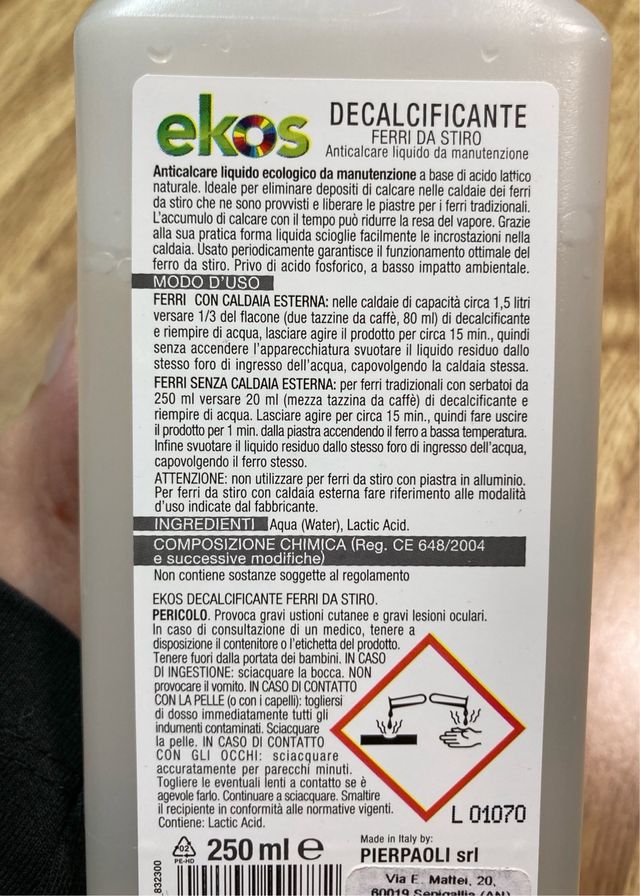 ekos
DECALCIFICANTE
FERRI DA STIRO
Anticalcare liquido da manutenzione
Anticalcare liquido ecologico da manutenzione a base di acido lattico
naturale. Ideale per eliminare depositi di calcare nelle caldaie dei ferri
da stiro che ne sono provvisti e liberare le piastre per i ferri tradizionali.
L'accumulo di calcare con il tempo può ridurre la resa del vapore. Grazie
alla sua pratica forma liquida scioglie facilmente le incrostazioni nella
caldaia. Usato periodicamente garantisce il funzionamento ottimale del
ferro da stiro. Privo di acido fosforico, a basso impatto ambientale.
MODO D'USO
FERRI CON CALDAIA ESTERNA: nelle caldaie di capacità circa 1,5 litri
versare 1/3 del flacone (due tazzine da caffè, 80 ml) di decalcificante
e riempire di acqua, lasciare agire il prodotto per circa 15 min., quindi
senza accendere l'apparecchiatura svuotare il liquido residuo dallo
stesso foro di ingresso dell'acqua, capovolgendo la caldaia stessa.
FERRI SENZA CALDAIA ESTERNA: per ferri tradizionali con serbatoi da
250 ml versare 20 ml (mezza tazzina da caffè) di decalcificante e
riempire di acqua. Lasciare agire per circa 15 min., quindi fare uscire
il prodotto per 1 min. dalla piastra accendendo il ferro a bassa temperatura.
Infine svuotare il liquido residuo dallo stesso foro di ingresso dell'acqua,
capovolgendo il ferro stesso.
ATTENZIONE: non utilizzare per ferri da stiro con piastra in alluminio.
Per ferri da stiro con caldaia esterna fare riferimento alle modalità
d'uso indicate dal fabbricante.
INGREDIENTI Aqua (Water), Lactic Acid.
COMPOSIZIONE CHIMICA (Reg. CE 648/2004
e successive modifiche)
Non contiene sostanze soggette al regolamento
EKOS DECALCIFICANTE FERRI DA STIRO.
PERICOLO. Provoca gravi ustioni cutanee e gravi lesioni oculari.
In caso di consultazione di un medico, tenere a
disposizione il contenitore o l'etichetta del prodotto.
Tenere fuori dalla portata dei bambini. IN CASO
DI INGESTIONE: sciacquare la bocca. NON
provocare il vomito. IN CASO DI CONTATTO
CON LA PELLE (o con i capelli): togliersi
di dosso immediatamente tutti gli
indumenti contaminati. Sciacquare
la pelle. IN CASO DI CONTATTO
CON GLI OCCHI: sciacquare
accuratamente per parecchi minuti.
Togliere le eventuali lenti a contatto se è
agevole farlo. Continuare a sciacquare. Smaltire
il recipiente in conformità alle normative vigenti.
Contiene: Lactic Acid.
L 01070
02
PE-HD
250 ml e
Made in Italy by:
PIERPAOLI srl
Via E. Mattei, 20,
60019 Senigallia (AN)
832300